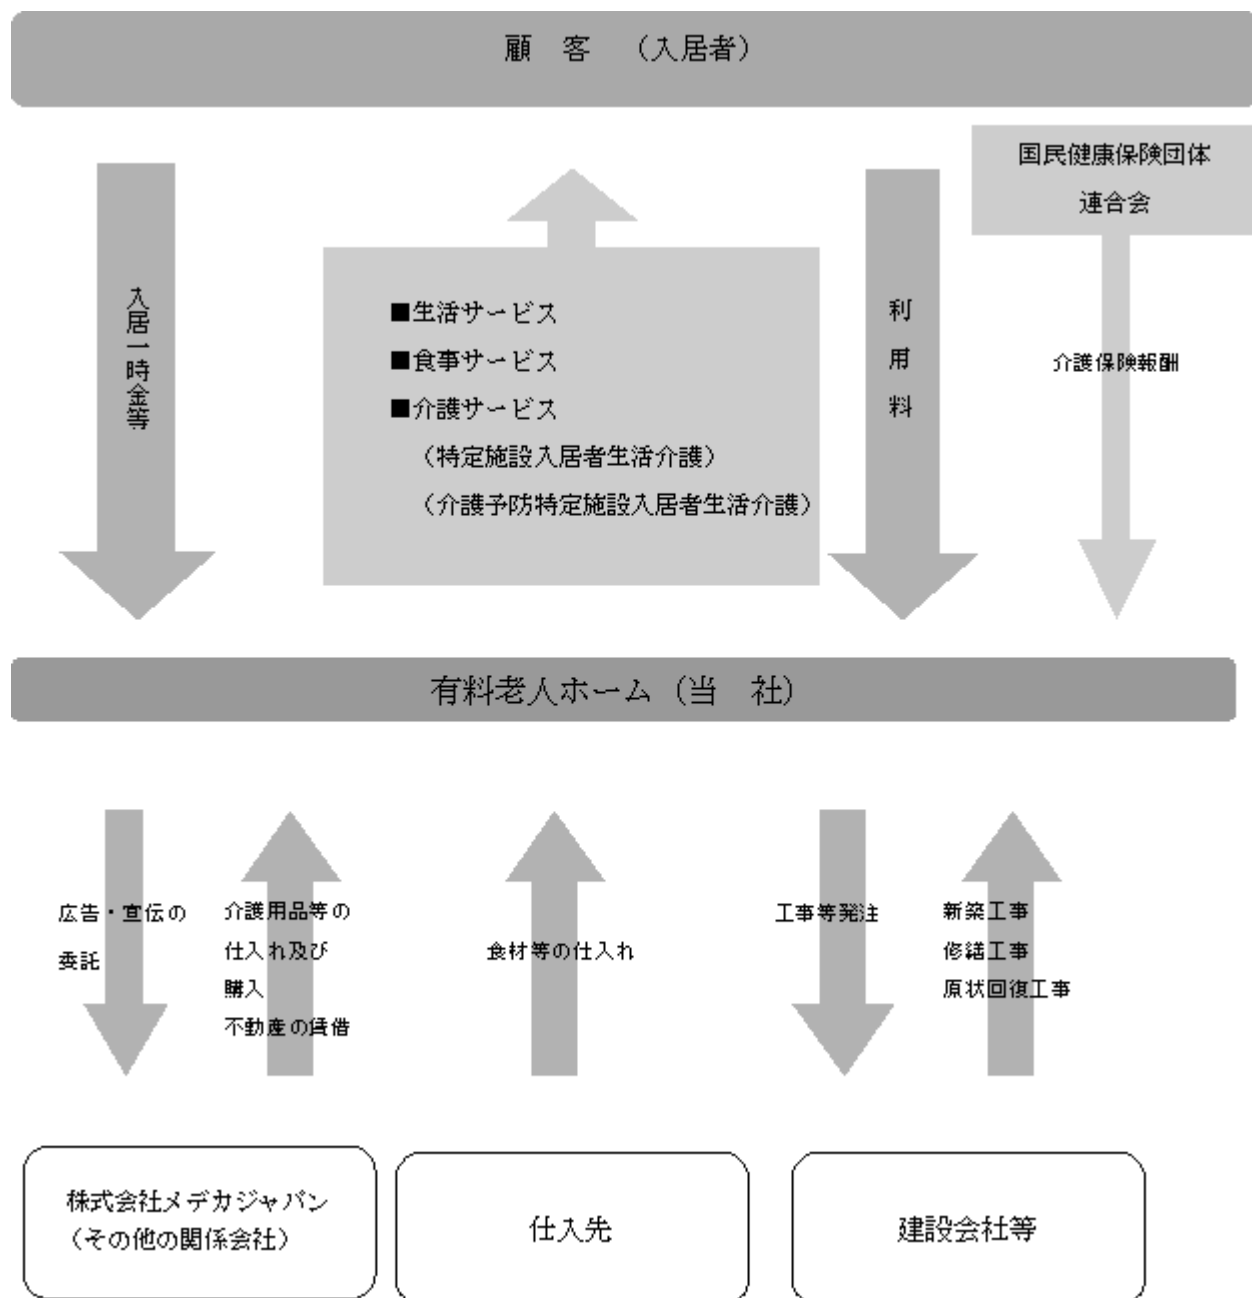 顧　客　（入居者）
国民健康保険団体
連合会
入居一時金等
■生活サービス
■食事サービス
■介護サービス
（特定施設入居者生活介護）
（介護予防特定施設入居者生活介護）
利用料
介護保険報酬
有料老人ホーム（当　社）
広告・宣伝の
委託
介護用品等の
仕入れ及び
購入
不動産の賃借
食材等の仕入れ
工事等発注
新築工事
修繕工事
原状回復工事
株式会社メデカジャパン
（その他の関係会社）
仕入先
建設会社等